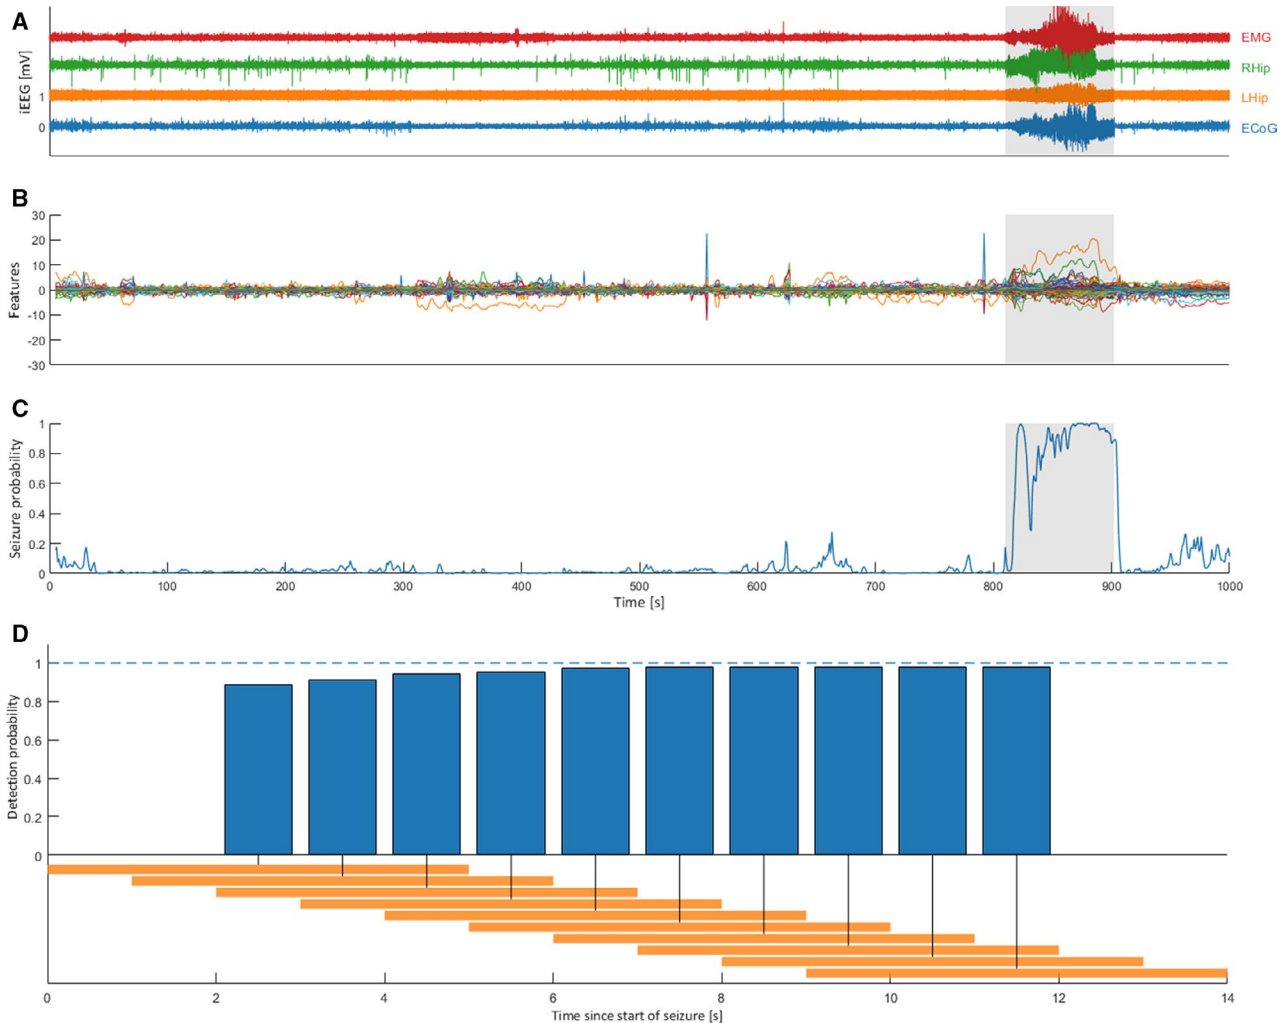 A
iEEG [mV]
1
0
EMG
RHip
LHip
ECoG
B
Features
30
20
10
0
-10
-20
-30
C
Seizure probability
1
0.8
0.6
0.4
0.2
0
0 100 200 300 400 500 600 700 800 900 1000
Time [s]
D
Detection probability
1
0.8
0.6
0.4
0.2
0
0 2 4 6 8 10 12 14
Time since start of seizure [s]